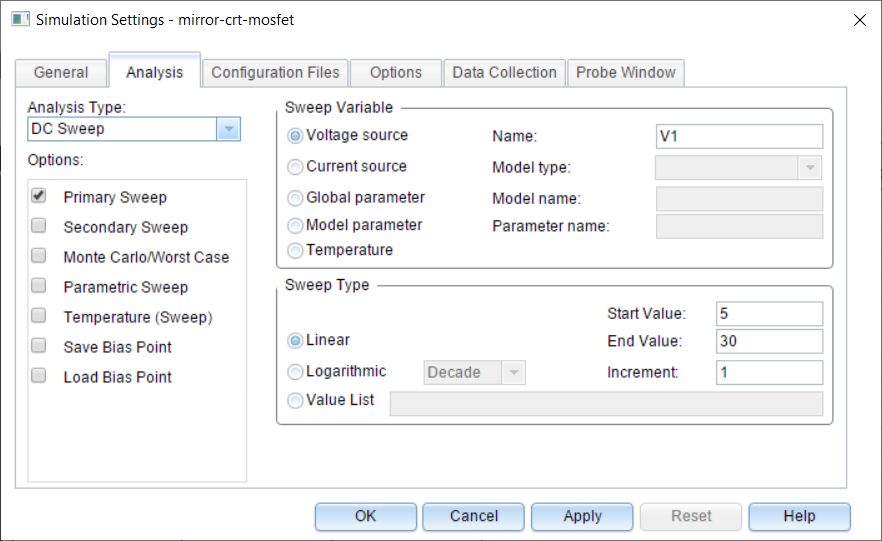 Simulation Settings - mirror-crt-mosfet
General Analysis Configuration Files Options Data Collection Probe Window
Analysis Type:
DC Sweep
Options:
Primary Sweep
Secondary Sweep
Monte Carlo/Worst Case
Parametric Sweep
Temperature (Sweep)
Save Bias Point
Load Bias Point
Sweep Variable
Voltage source Name: V1
Current source Model type:
Global parameter Model name:
Model parameter Parameter name:
Temperature
Sweep Type
Start Value: 5
Linear End Value: 30
Logarithmic Decade Increment: 1
Value List
OK Cancel Apply Reset Help